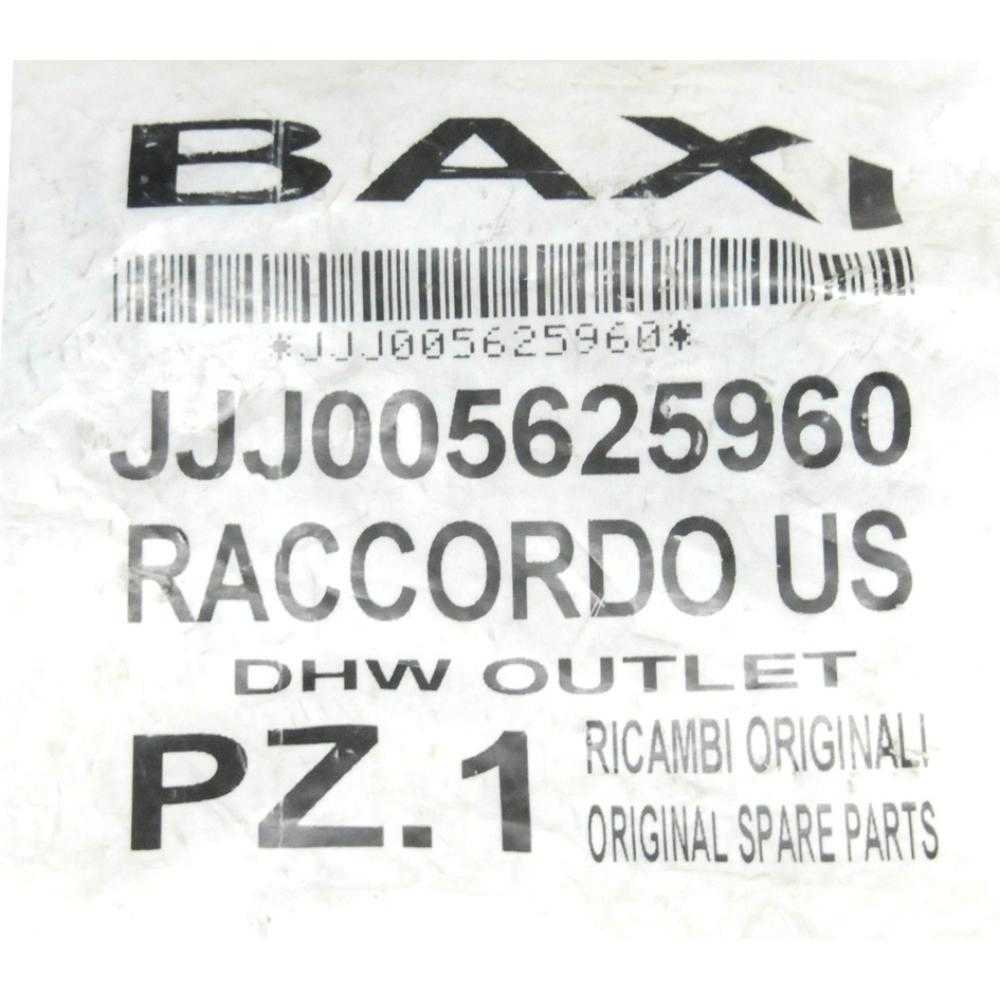 BAXI
*JJJ005625960*
JJJ005625960
RACCORDO US
DHW OUTLET
PZ.1
RICAMBI ORIGINALI
ORIGINAL SPARE PARTS